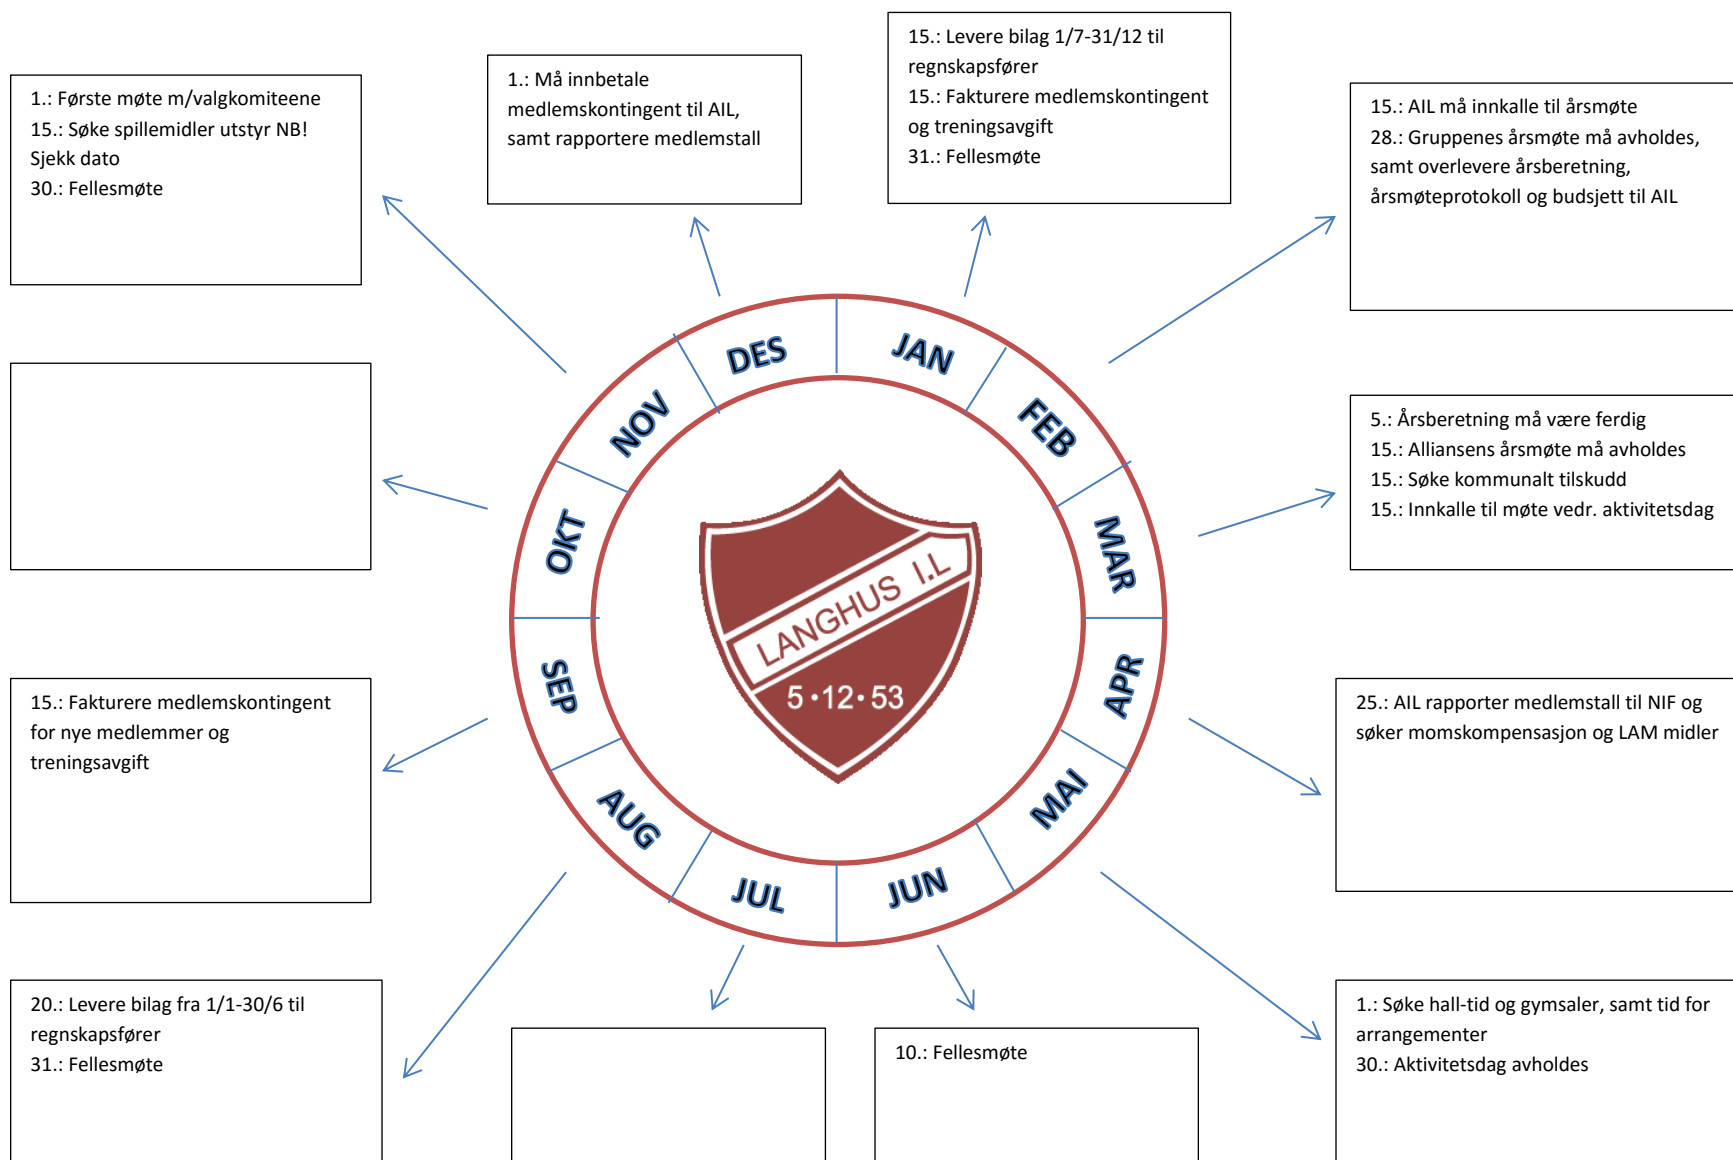 15.: Levere bilag 1/7-31/12 til
regnskapsfører
15.: Fakturere medlemskontingent
og treningsavgift
31.: Fellesmøte
15.: AIL må innkalle til årsmøte
28.: Gruppenes årsmøte må avholdes,
samt overlevere årsberetning,
årsmøteprotokoll og budsjett til AIL
5.: Årsberetning må være ferdig
15.: Alliansens årsmøte må avholdes
15.: Søke kommunalt tilskudd
15.: Innkalle til møte vedr. aktivitetsdag
25.: AIL rapporter medlemstall til NIF og
søker momskompensasjon og LAM midler
1.: Søke hall-tid og gymsaler, samt tid for
arrangementer
30.: Aktivitetsdag avholdes
10.: Fellesmøte
20.: Levere bilag fra 1/1-30/6 til
regnskapsfører
31.: Fellesmøte
15.: Fakturere medlemskontingent
for nye medlemmer og
treningsavgift
1.: Første møte m/valgkomiteene
15.: Søke spillemidler utstyr NB!
Sjekk dato
30.: Fellesmøte
1.: Må innbetale
medlemskontingent til AIL,
samt rapportere medlemstall
JAN
FEB
MAR
APR
MAI
JUN
JUL
AUG
SEP
OKT
NOV
DES
LANGHUS I.L
5·12·53